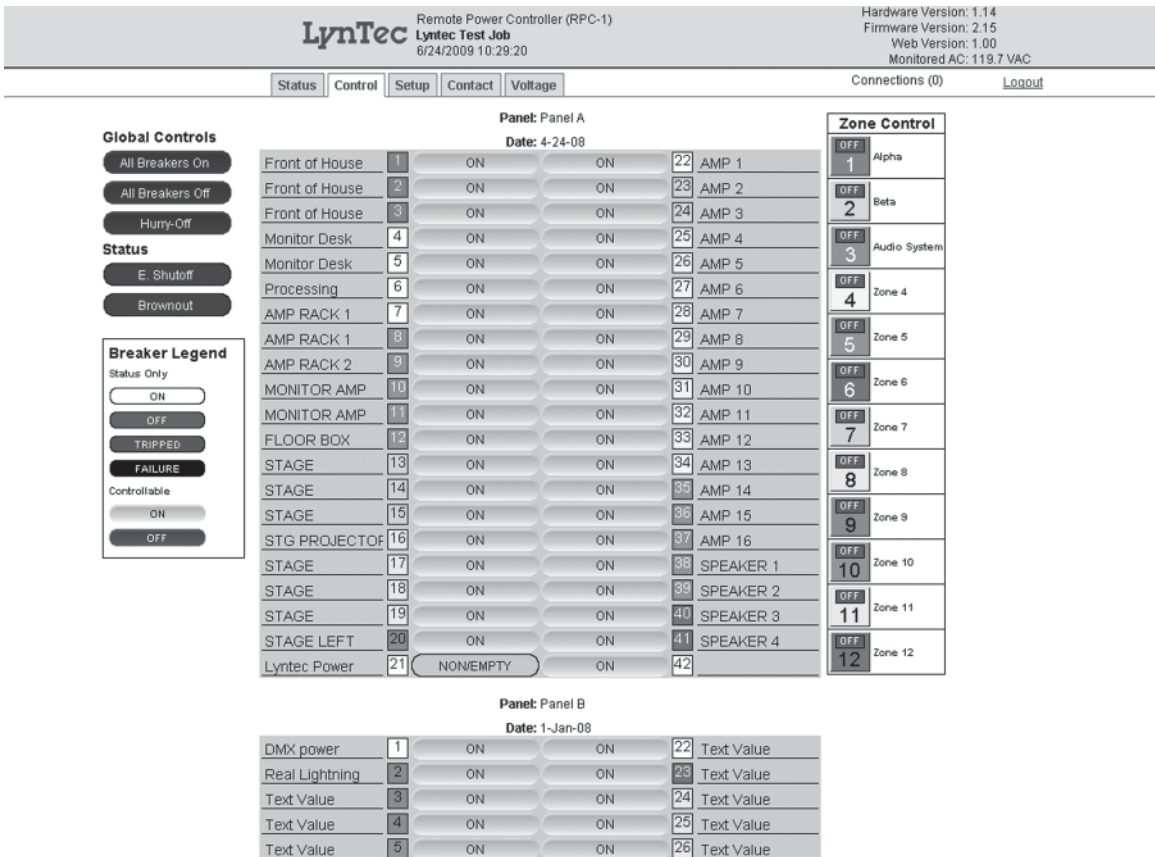 LynTec
Remote Power Controller (RPC-1)
Lyntec Test Job
6/24/2009 10:29:20
Hardware Version: 1.14
Firmware Version: 2.15
Web Version: 1.00
Monitored AC: 119.7 VAC
Status Control Setup Contact Voltage
Connections (0) Logout
Global Controls
All Breakers On
All Breakers Off
Hurry-Off
Status
E. Shutoff
Brownout
Breaker Legend
Status Only
ON
OFF
TRIPPED
FAILURE
Controllable
ON
OFF
Panel: Panel A
Date: 4-24-08
Front of House 1 ON ON 22 AMP 1
Front of House 2 ON ON 23 AMP 2
Front of House 3 ON ON 24 AMP 3
Monitor Desk 4 ON ON 25 AMP 4
Monitor Desk 5 ON ON 26 AMP 5
Processing 6 ON ON 27 AMP 6
AMP RACK 1 7 ON ON 28 AMP 7
AMP RACK 1 8 ON ON 29 AMP 8
AMP RACK 2 9 ON ON 30 AMP 9
MONITOR AMP 10 ON ON 31 AMP 10
MONITOR AMP 11 ON ON 32 AMP 11
FLOOR BOX 12 ON ON 33 AMP 12
STAGE 13 ON ON 34 AMP 13
STAGE 14 ON ON 35 AMP 14
STAGE 15 ON ON 36 AMP 15
STG PROJECTOR 16 ON ON 37 AMP 16
STAGE 17 ON ON 38 SPEAKER 1
STAGE 18 ON ON 39 SPEAKER 2
STAGE 19 ON ON 40 SPEAKER 3
STAGE LEFT 20 ON ON 41 SPEAKER 4
Lyntec Power 21 NON/EMPTY ON 42
Zone Control
OFF 1 Alpha
OFF 2 Beta
OFF 3 Audio System
OFF 4 Zone 4
OFF 5 Zone 5
OFF 6 Zone 6
OFF 7 Zone 7
OFF 8 Zone 8
OFF 9 Zone 9
OFF 10 Zone 10
OFF 11 Zone 11
OFF 12 Zone 12
Panel: Panel B
Date: 1-Jan-08
DMX power 1 ON ON 22 Text Value
Real Lightning 2 ON ON 23 Text Value
Text Value 3 ON ON 24 Text Value
Text Value 4 ON ON 25 Text Value
Text Value 5 ON ON 26 Text Value